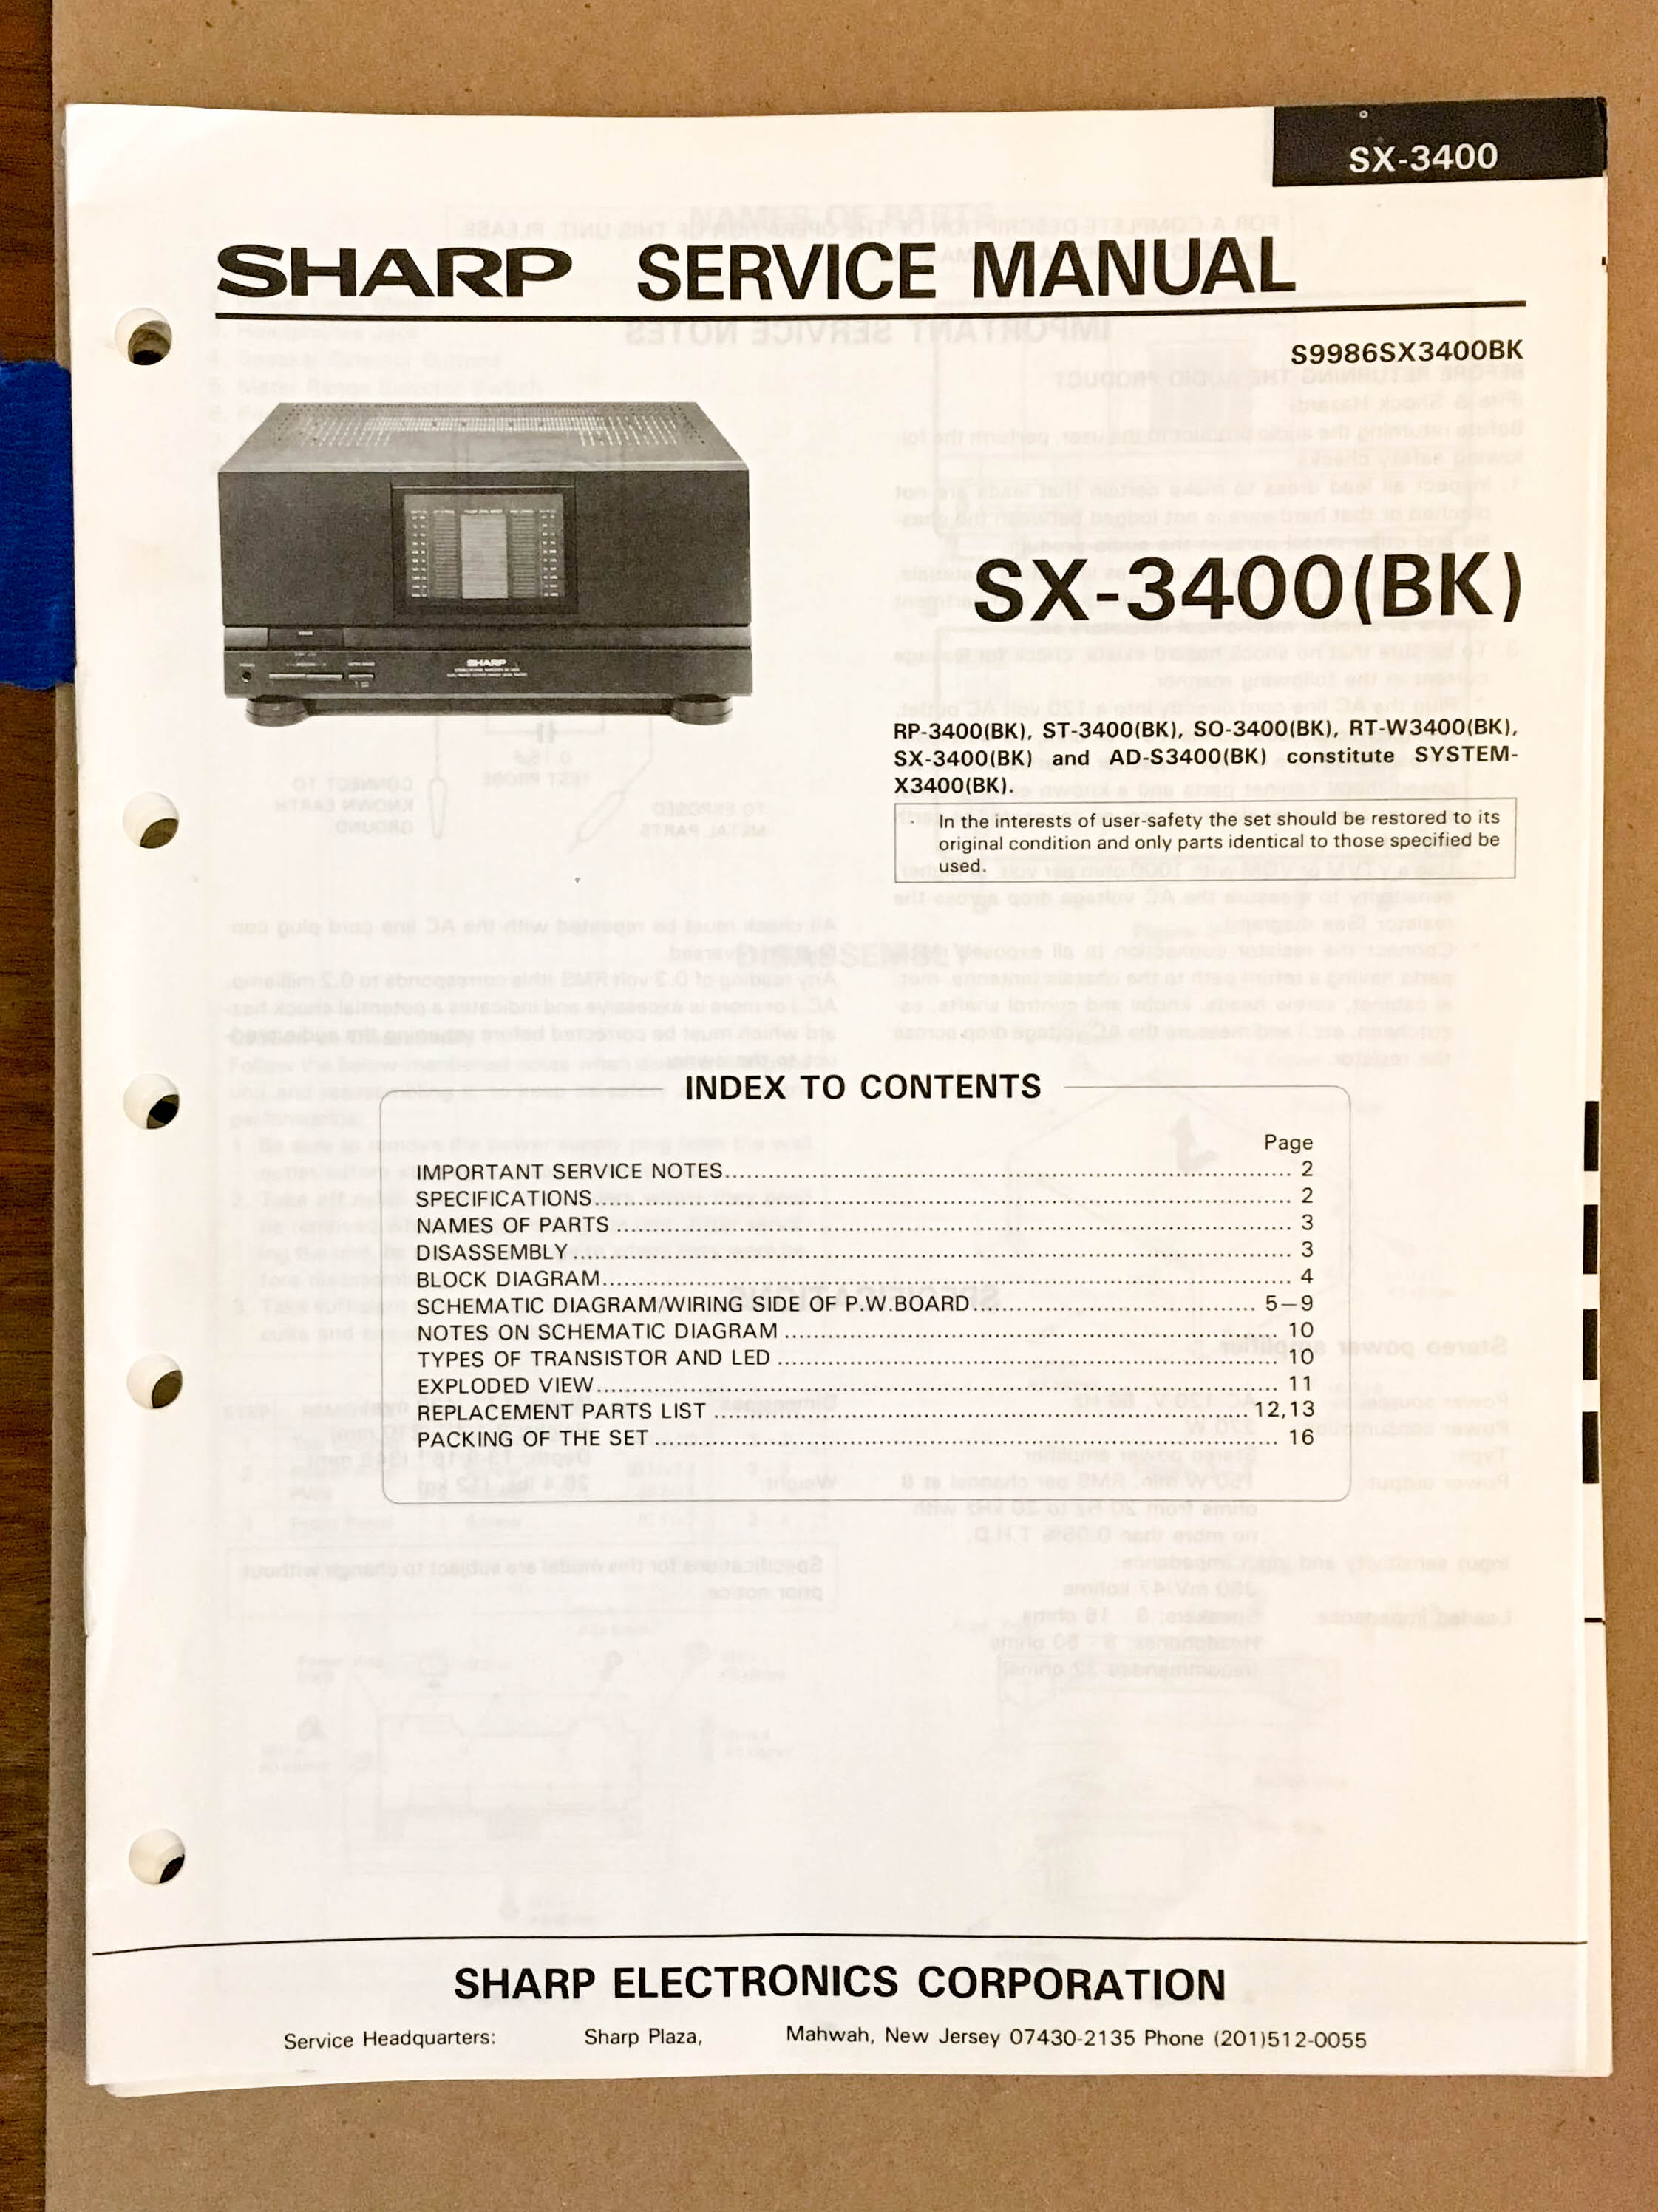 SX-3400
SHARP SERVICE MANUAL
S9986SX3400BK
SHARP
SX-3400(BK)
RP-3400(BK), ST-3400(BK), SO-3400(BK), RT-W3400(BK),
SX-3400(BK) and AD-S3400(BK) constitute SYSTEM-
X3400(BK).
In the interests of user-safety the set should be restored to its
original condition and only parts identical to those specified be
used.
INDEX TO CONTENTS
Page
IMPORTANT SERVICE NOTES 2
SPECIFICATIONS 2
NAMES OF PARTS 3
DISASSEMBLY 3
BLOCK DIAGRAM 4
SCHEMATIC DIAGRAM/WIRING SIDE OF P.W.BOARD 5–9
NOTES ON SCHEMATIC DIAGRAM 10
TYPES OF TRANSISTOR AND LED 10
EXPLODED VIEW 11
REPLACEMENT PARTS LIST 12,13
PACKING OF THE SET 16
SHARP ELECTRONICS CORPORATION
Service Headquarters: Sharp Plaza, Mahwah, New Jersey 07430-2135 Phone (201)512-0055